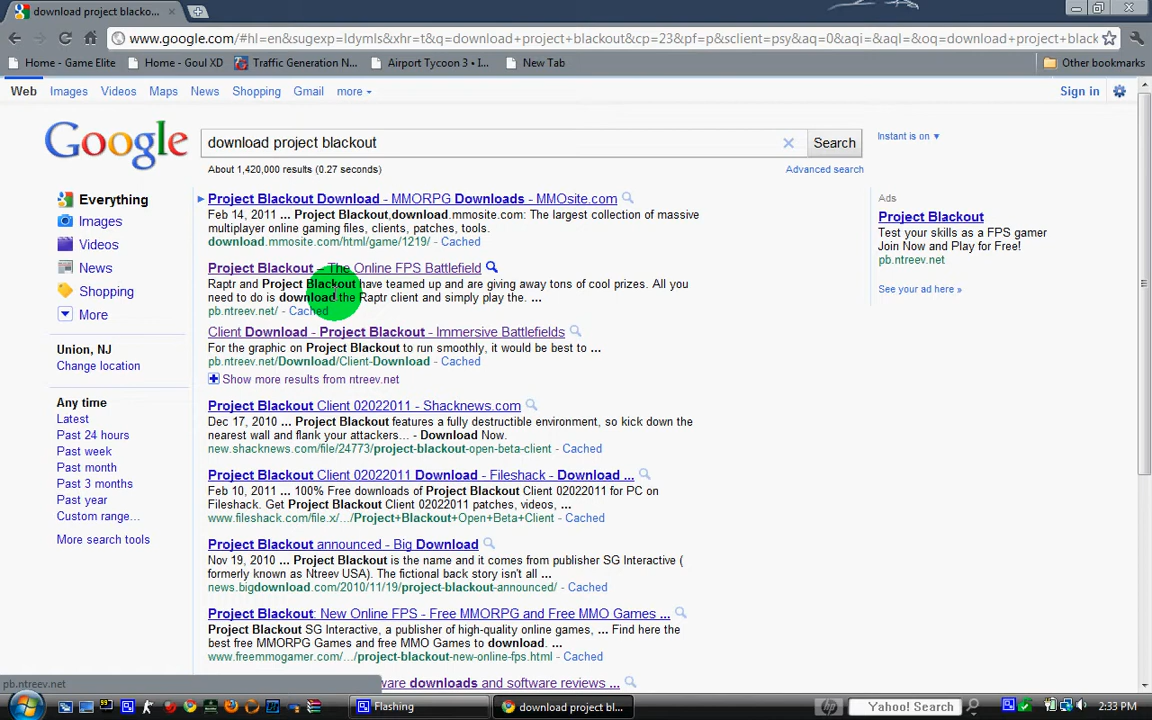 download project blacko...
www.google.com/#hl=en&sugexp=ldymls&xhr=t&q=download+project+blackout&cp=23&pf=p&sclient=psy&aq=0&aqi=&aql=&oq=download+project+black
Home - Game Elite Home - Goul XD Traffic Generation N... Airport Tycoon 3 • I... New Tab Other bookmarks
Web Images Videos Maps News Shopping Gmail more Sign in
Google download project blackout Search Instant is on
About 1,420,000 results (0.27 seconds) Advanced search
Everything
Images
Videos
News
Shopping
More
Union, NJ
Change location
Any time
Latest
Past 24 hours
Past week
Past month
Past 3 months
Past year
Custom range...
More search tools
Project Blackout Download - MMORPG Downloads - MMOsite.com
Feb 14, 2011 ... Project Blackout,download.mmosite.com: The largest collection of massive
multiplayer online gaming files, clients, patches, tools.
download.mmosite.com/html/game/1219/ - Cached
Project Blackout – The Online FPS Battlefield
Raptr and Project Blackout have teamed up and are giving away tons of cool prizes. All you
need to do is download the Raptr client and simply play the. ...
pb.ntreev.net/ - Cached
Client Download - Project Blackout - Immersive Battlefields
For the graphic on Project Blackout to run smoothly, it would be best to ...
pb.ntreev.net/Download/Client-Download - Cached
Show more results from ntreev.net
Project Blackout Client 02022011 - Shacknews.com
Dec 17, 2010 ... Project Blackout features a fully destructible environment, so kick down the
nearest wall and flank your attackers... - Download Now.
new.shacknews.com/file/24773/project-blackout-open-beta-client - Cached
Project Blackout Client 02022011 Download - Fileshack - Download ...
Feb 10, 2011 ... 100% Free downloads of Project Blackout Client 02022011 for PC on
Fileshack. Get Project Blackout Client 02022011 patches, videos, ...
www.fileshack.com/file.x/.../Project+Blackout+Open+Beta+Client - Cached
Project Blackout announced - Big Download
Nov 19, 2010 ... Project Blackout is the name and it comes from publisher SG Interactive (
formerly known as Ntreev USA). The fictional back story isn't all ...
news.bigdownload.com/2010/11/19/project-blackout-announced/ - Cached
Project Blackout: New Online FPS - Free MMORPG and Free MMO Games ...
Project Blackout SG Interactive, a publisher of high-quality online games, ... Find here the
best free MMORPG Games and free MMO Games to download. ...
www.freemmogamer.com/.../project-blackout-new-online-fps.html - Cached
ware downloads and software reviews ...
Ads
Project Blackout
Test your skills as a FPS gamer
Join Now and Play for Free!
pb.ntreev.net
See your ad here »
pb.ntreev.net
Flashing download project bl... hp Yahoo! Search 2:33 PM